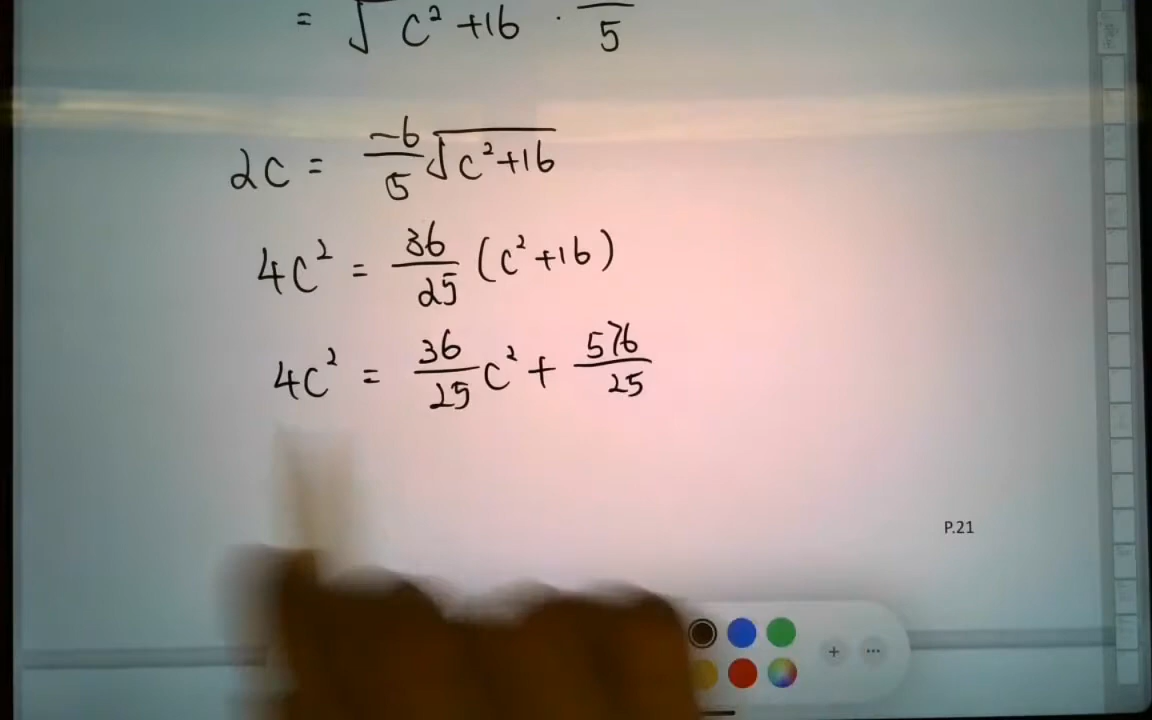 = √ c² +16 · —/5
2c = -6/5 √c²+16
4c² = 36/25 (c²+16)
4c² = 36/25 c² + 576/25
P.21